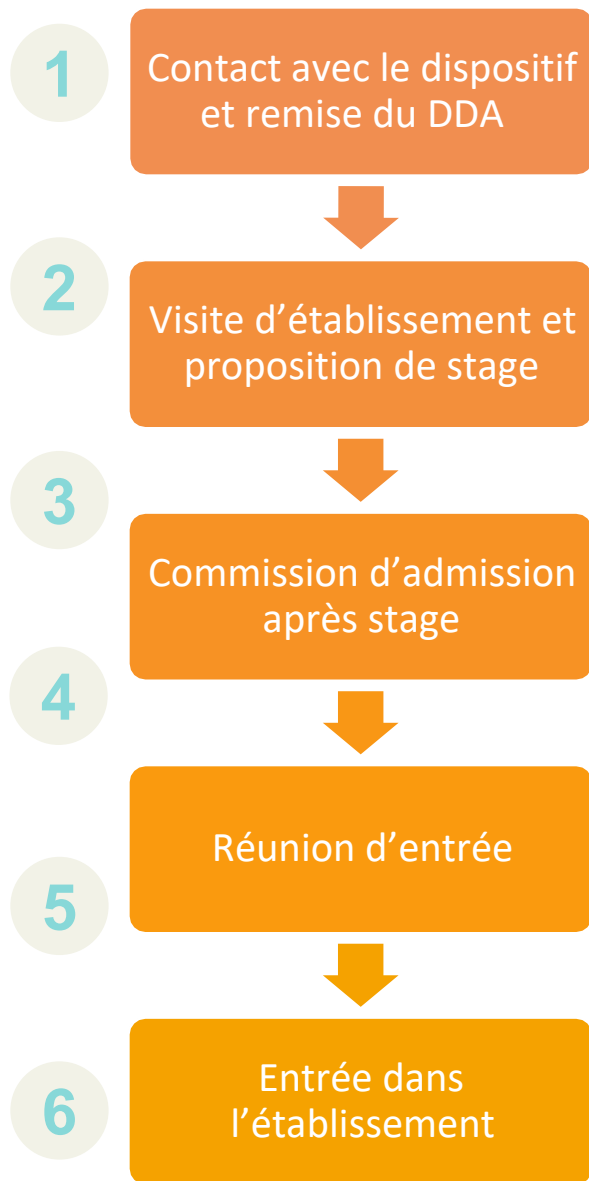 1
Contact avec le dispositif
et remise du DDA
2
Visite d’établissement et
proposition de stage
3
Commission d’admission
après stage
4
Réunion d’entrée
5
Entrée dans
l’établissement
6